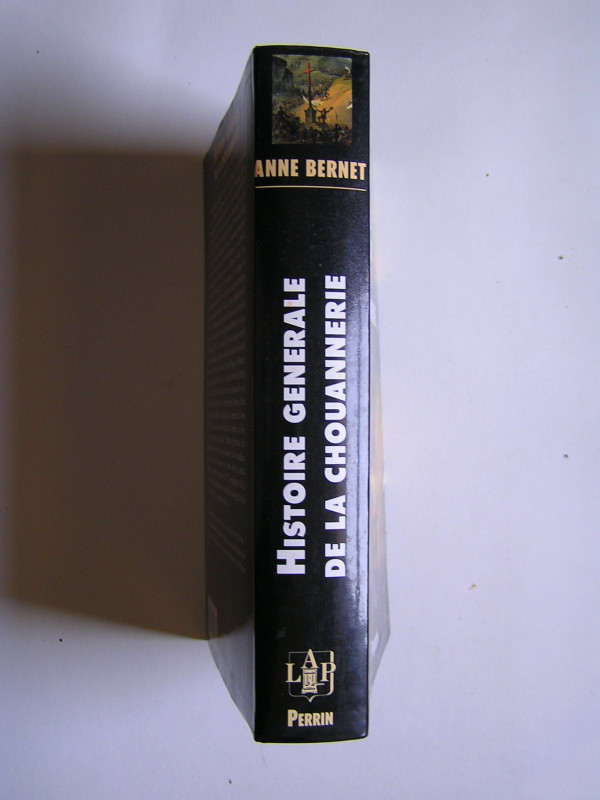 ANNE BERNET
HISTOIRE GENERALE
DE LA CHOUANNERIE
LAP
PERRIN